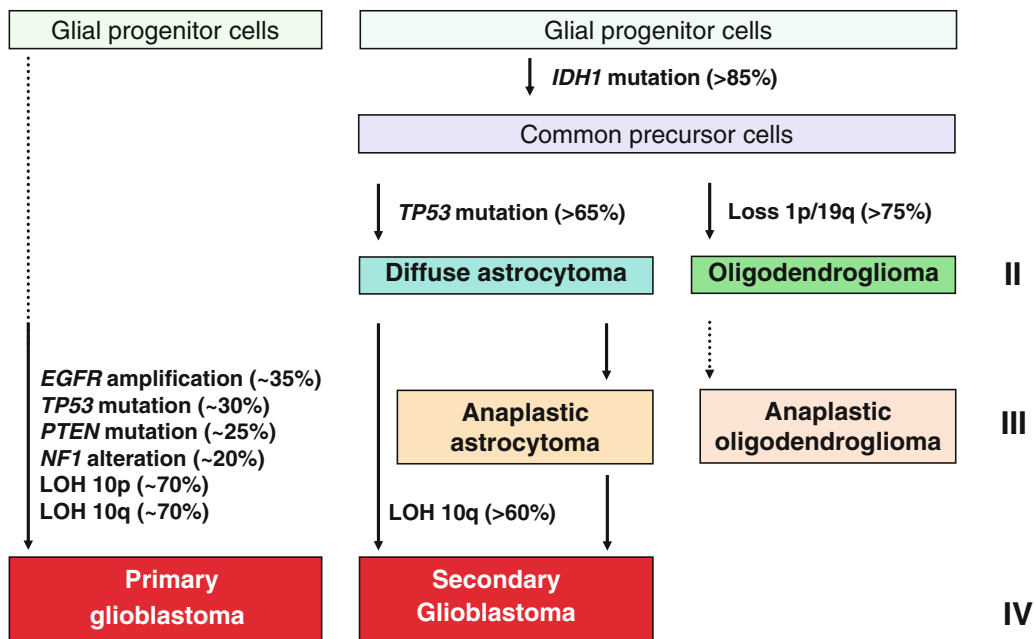 Glial progenitor cells
Glial progenitor cells
IDH1 mutation (>85%)
Common precursor cells
TP53 mutation (>65%)
Loss 1p/19q (>75%)
Diffuse astrocytoma
Oligodendroglioma
II
EGFR amplification (~35%)
TP53 mutation (~30%)
PTEN mutation (~25%)
NF1 alteration (~20%)
LOH 10p (~70%)
LOH 10q (~70%)
Anaplastic
astrocytoma
Anaplastic
oligodendroglioma
III
LOH 10q (>60%)
Primary
glioblastoma
Secondary
Glioblastoma
IV